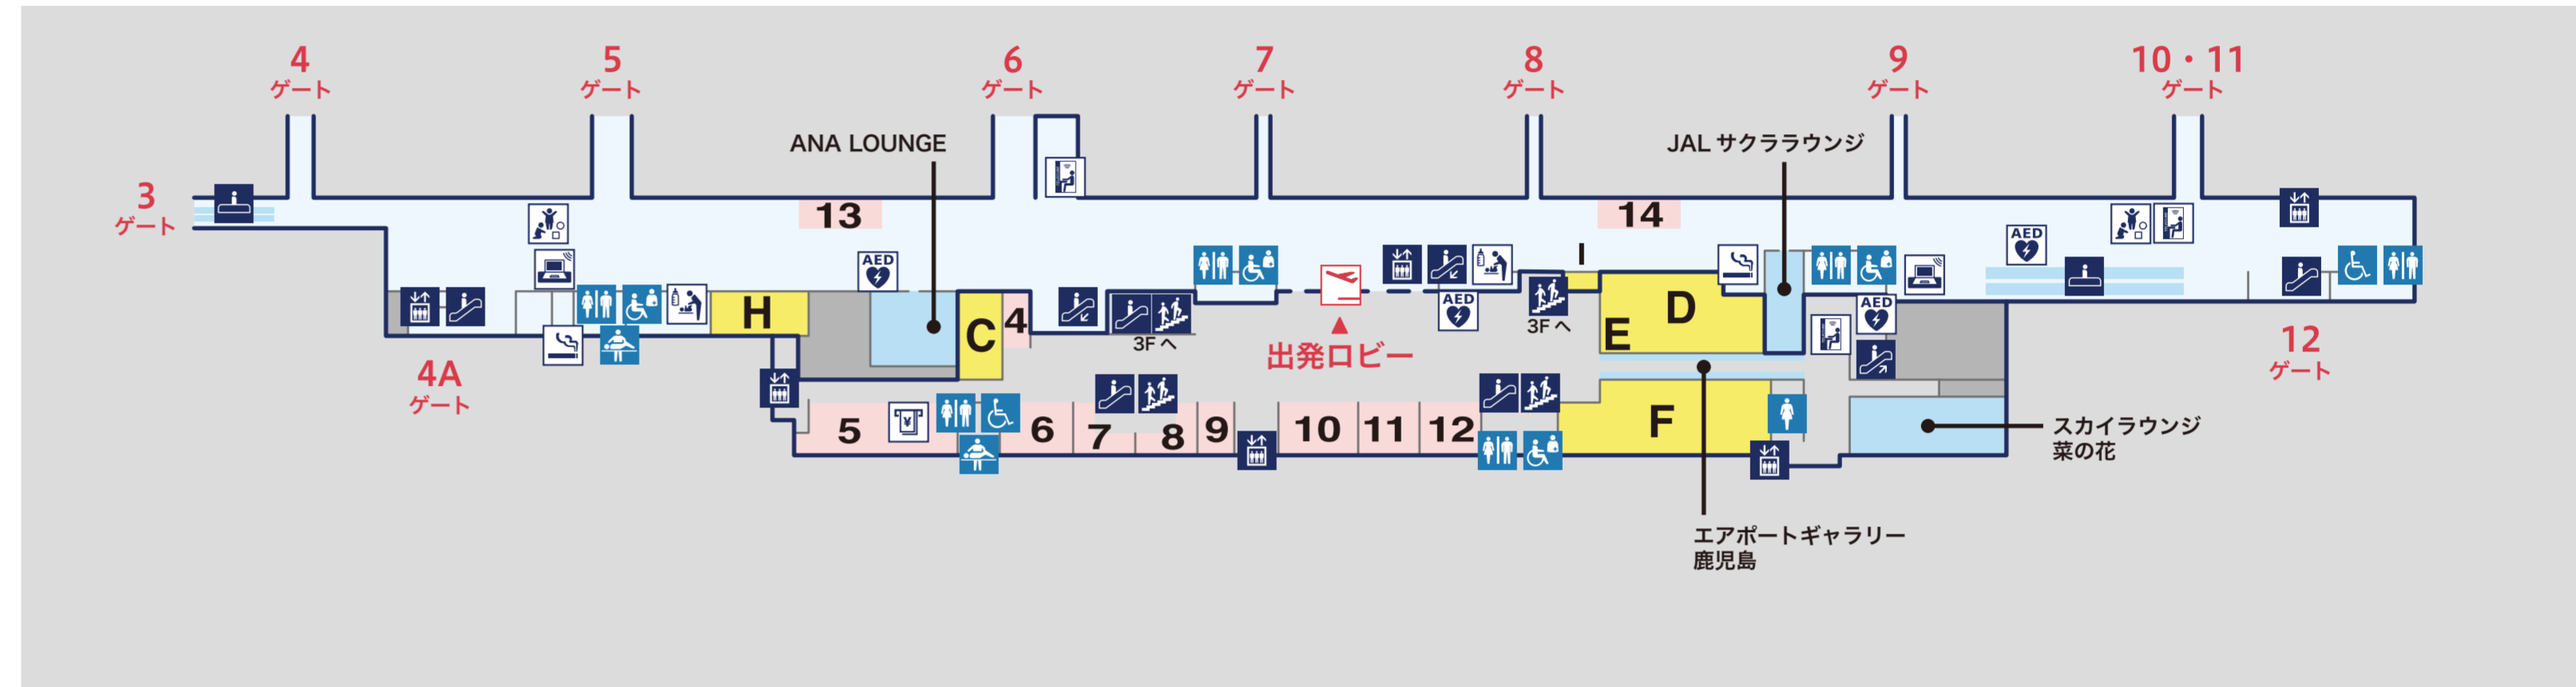 4
ゲート
5
ゲート
6
ゲート
7
ゲート
8
ゲート
9
ゲート
10・11
ゲート
ANA LOUNGE
JAL サクララウンジ
3
ゲート
13
14
I
AED
AED
AED
AED
H
C
4
3Fへ
出発ロビー
3Fへ
E
D
4A
ゲート
12
ゲート
5
¥
6
7
8
9
10
11
12
F
スカイラウンジ
菜の花
エアポートギャラリー
鹿児島